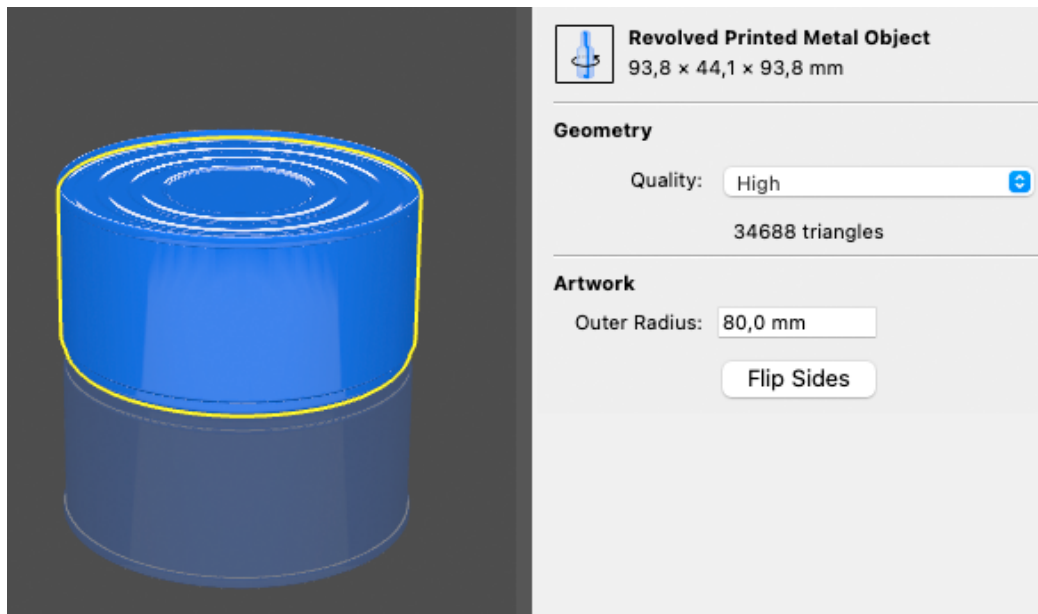 Revolved Printed Metal Object
93,8 × 44,1 × 93,8 mm
Geometry
Quality: High
34688 triangles
Artwork
Outer Radius: 80,0 mm
Flip Sides